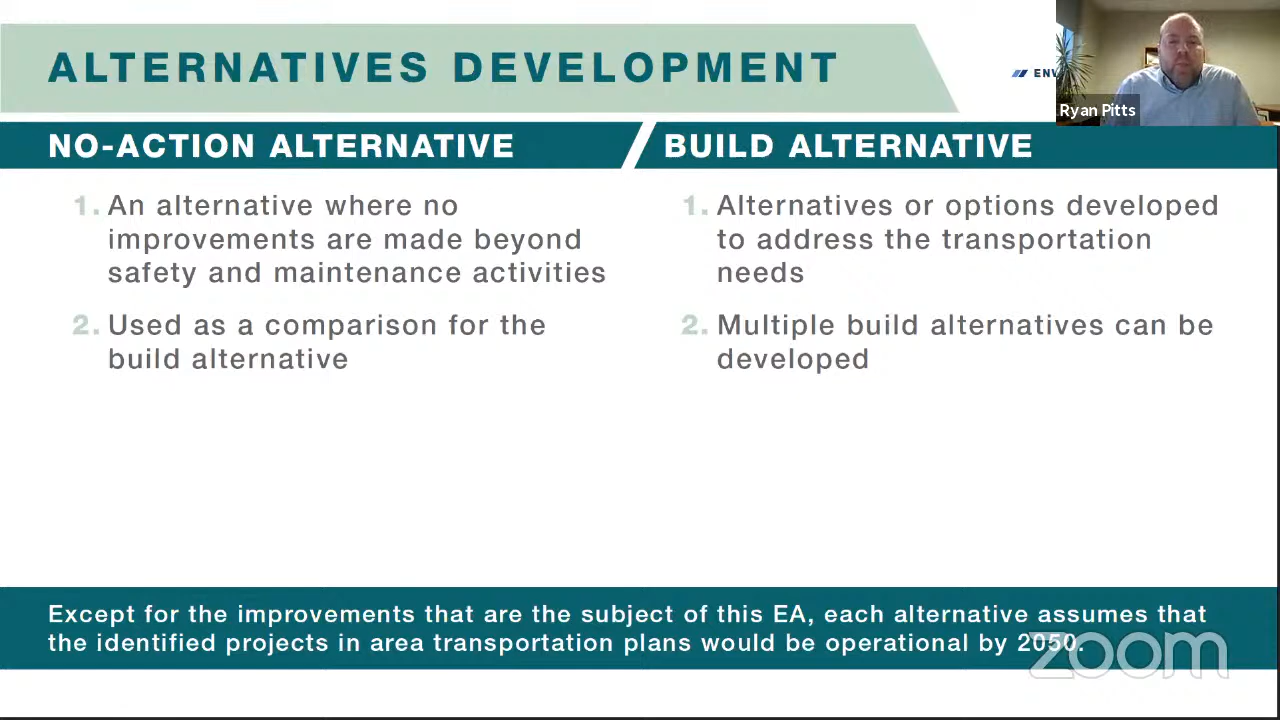 ALTERNATIVES DEVELOPMENT
ENV
Ryan Pitts
NO-ACTION ALTERNATIVE
1. An alternative where no
improvements are made beyond
safety and maintenance activities
2. Used as a comparison for the
build alternative
BUILD ALTERNATIVE
1. Alternatives or options developed
to address the transportation
needs
2. Multiple build alternatives can be
developed
Except for the improvements that are the subject of this EA, each alternative assumes that
the identified projects in area transportation plans would be operational by 2050.
zoom